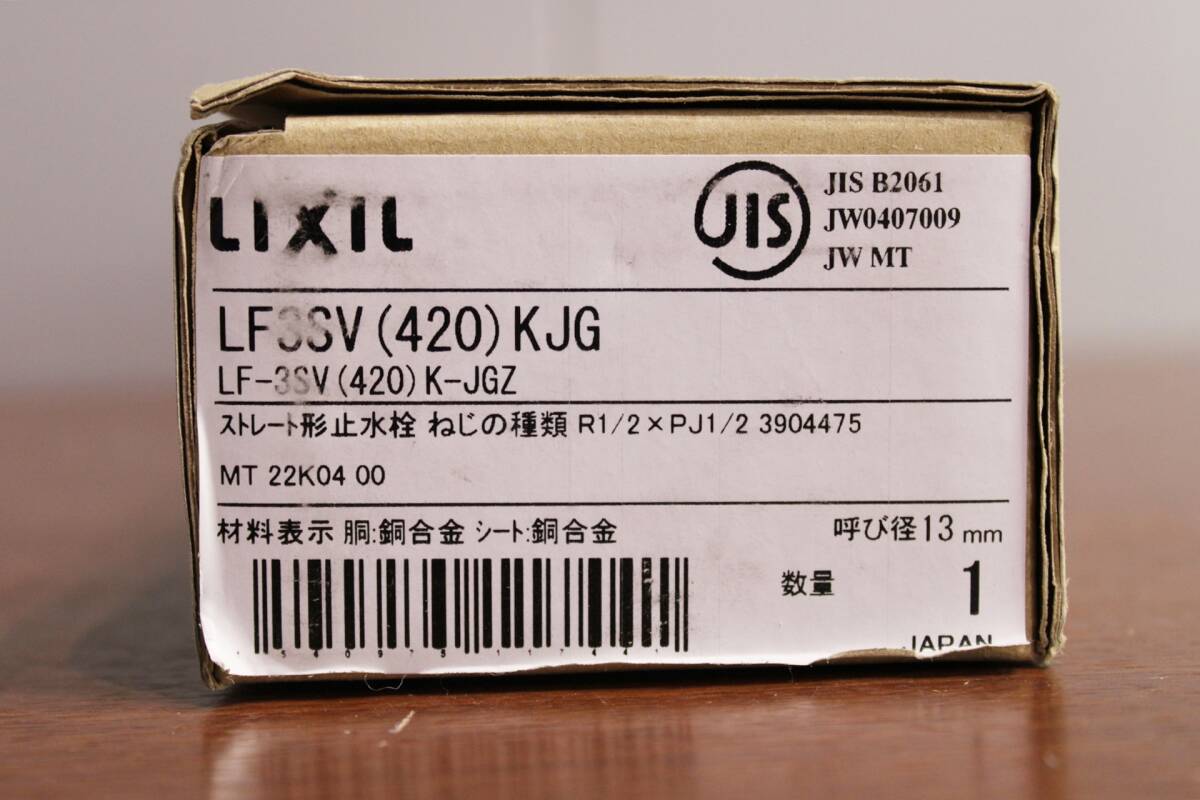 LIXIL
JIS
JIS B2061
JW0407009
JW MT
LF3SV(420)KJG
LF-3SV(420)K-JGZ
ストレート形止水栓 ねじの種類 R1/2×PJ1/2 3904475
MT 22K04 00
材料表示 胴:銅合金 シート:銅合金
呼び径13 mm
数量 1
JAPAN